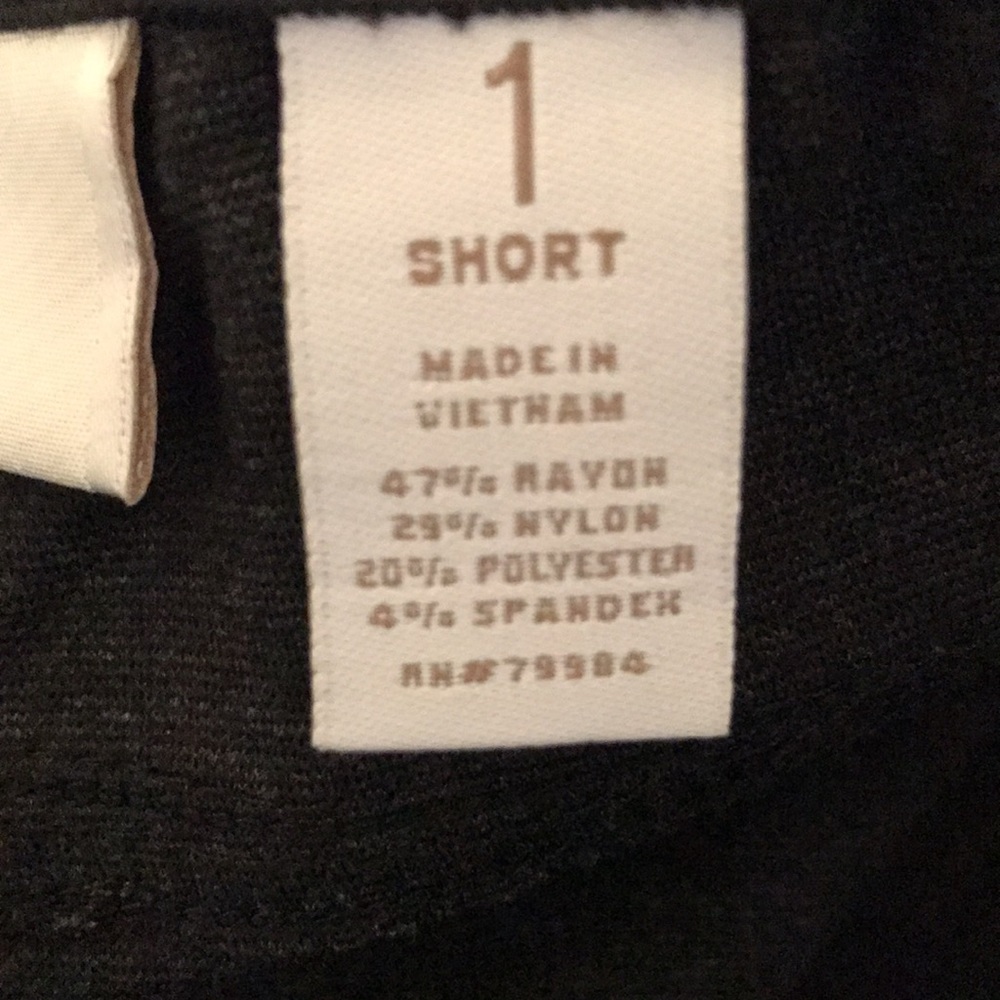 1
SHORT
MADE IN
VIETNAM
47% RAYON
29% NYLON
20% POLYESTER
4% SPANDEX
RN#79984